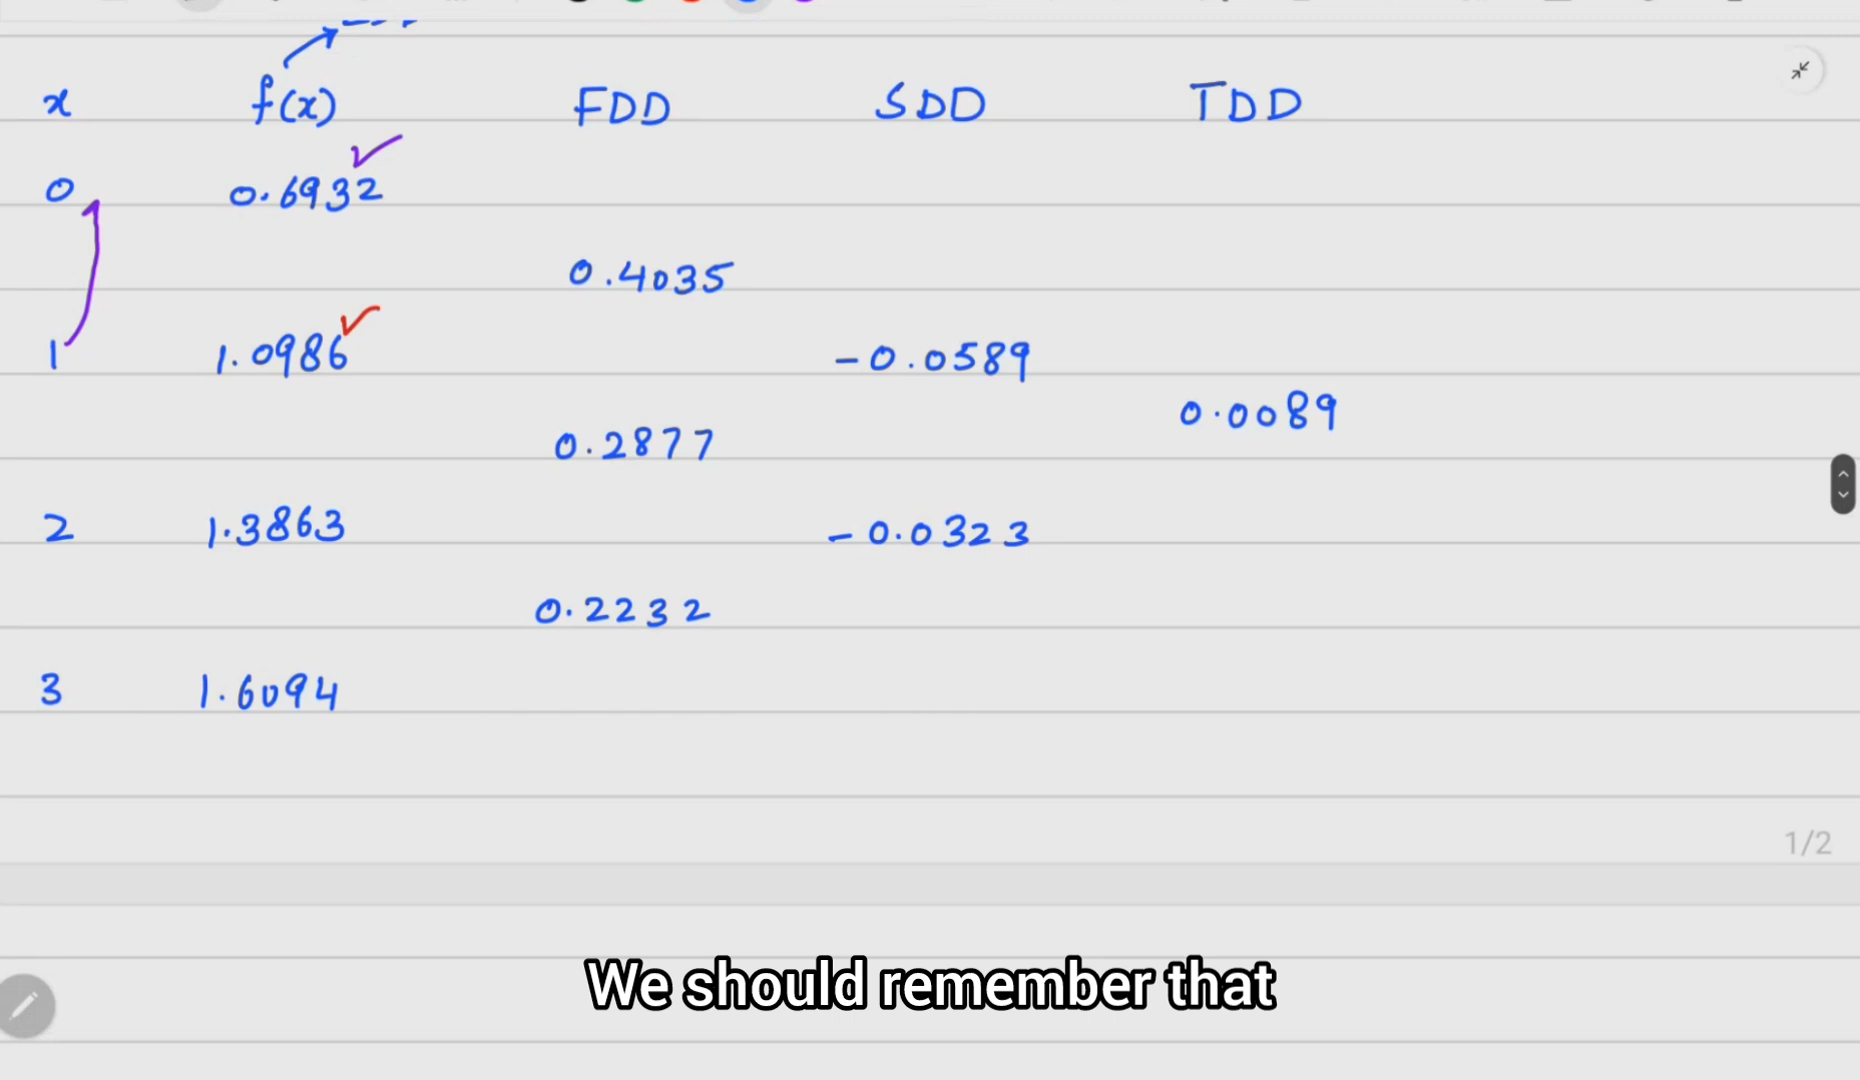 x f(x) FDD SDD TDD
0 0.6932
0.4035
1 1.0986 -0.0589
0.0089
0.2877
2 1.3863 -0.0323
0.2232
3 1.6094
1/2
We should remember that